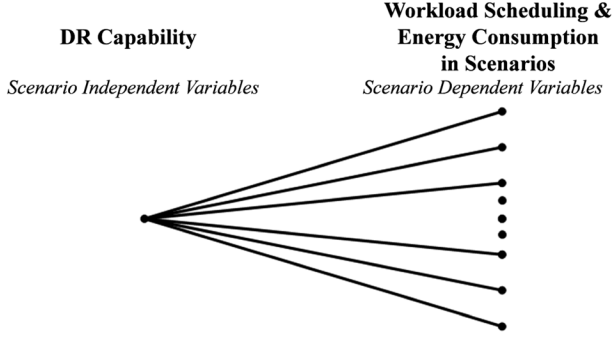 DR Capability
Scenario Independent Variables
Workload Scheduling &
Energy Consumption
in Scenarios
Scenario Dependent Variables